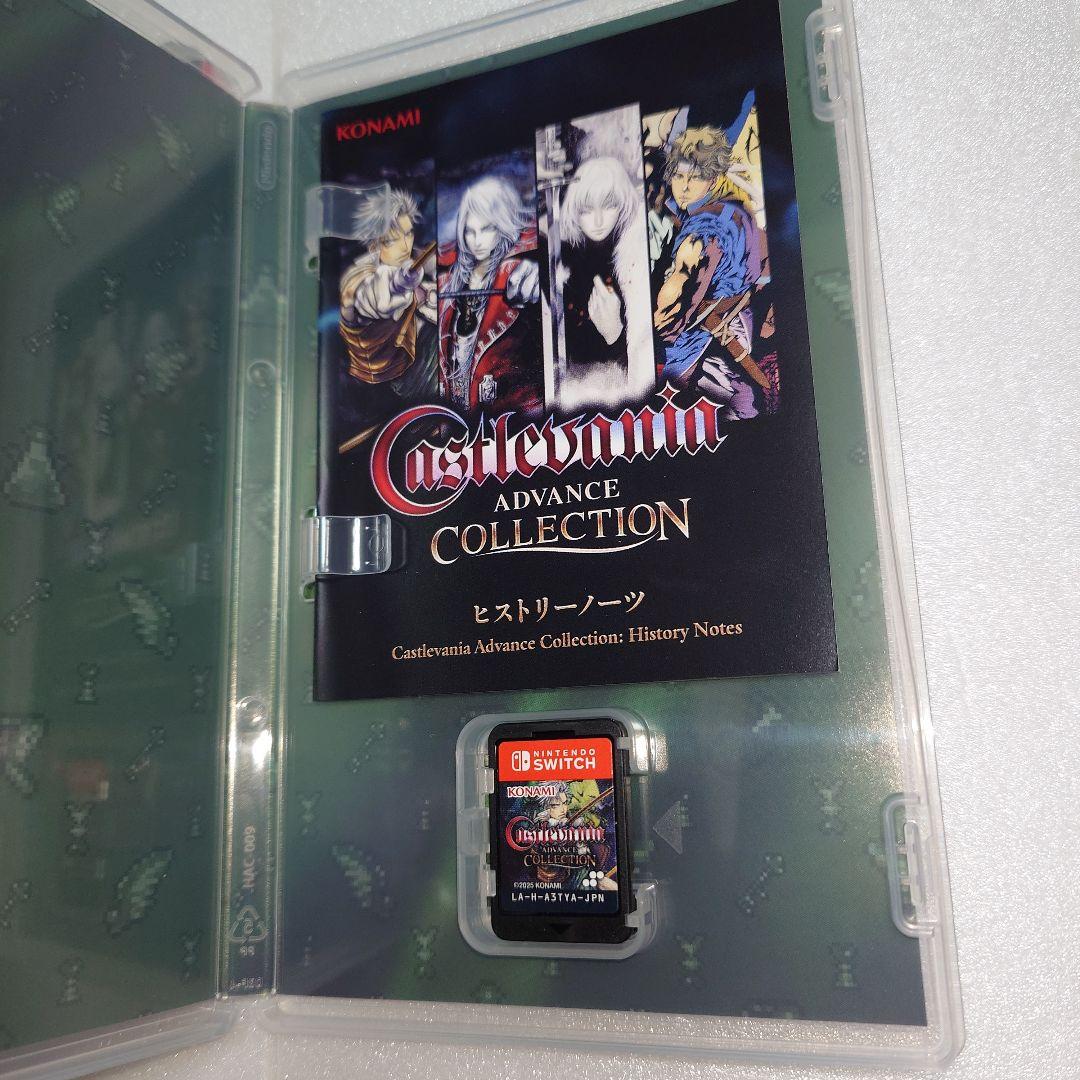 KONAMI
Castlevania
ADVANCE
COLLECTION
ヒストリーノーツ
Castlevania Advance Collection: History Notes
Nintendo
HAC-009
NINTENDO
SWITCH
KONAMI
Castlevania
ADVANCE
COLLECTION
©2025 KONAMI
LA-H-A3TYA-JPN